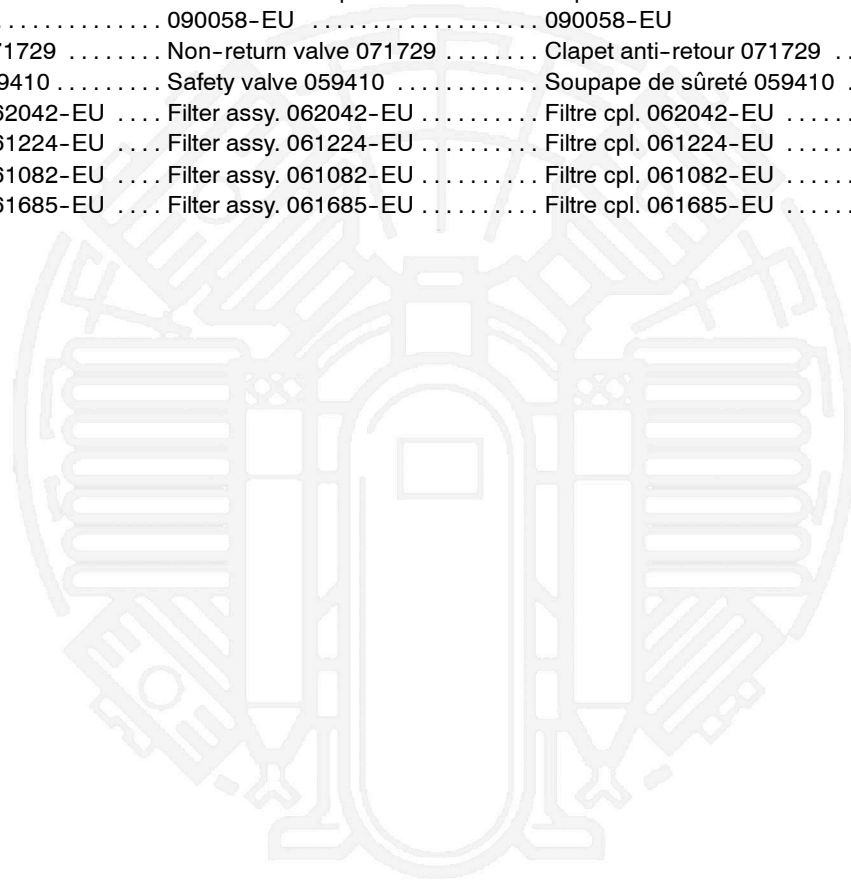 . . . . . . . . . . . . . . 090058-EU . . . . . . . . . . . . . . . . . . . 090058-EU
71729 . . . . . . . . Non-return valve 071729 . . . . . . . . Clapet anti-retour 071729 . .
9410 . . . . . . . . . Safety valve 059410 . . . . . . . . . . . . Soupape de sûreté 059410 .
62042-EU . . . . Filter assy. 062042-EU . . . . . . . . . . Filtre cpl. 062042-EU . . . . . .
61224-EU . . . . Filter assy. 061224-EU . . . . . . . . . . Filtre cpl. 061224-EU . . . . . .
61082-EU . . . . Filter assy. 061082-EU . . . . . . . . . . Filtre cpl. 061082-EU . . . . . .
61685-EU . . . . Filter assy. 061685-EU . . . . . . . . . . Filtre cpl. 061685-EU . . . . . .